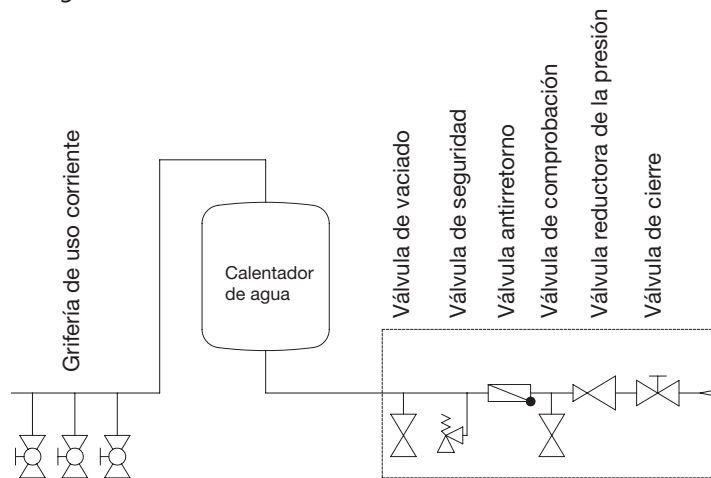 Grifería de uso corriente
Calentador
de agua
Válvula de vaciado
Válvula de seguridad
Válvula antirretorno
Válvula de comprobación
Válvula reductora de la presión
Válvula de cierre